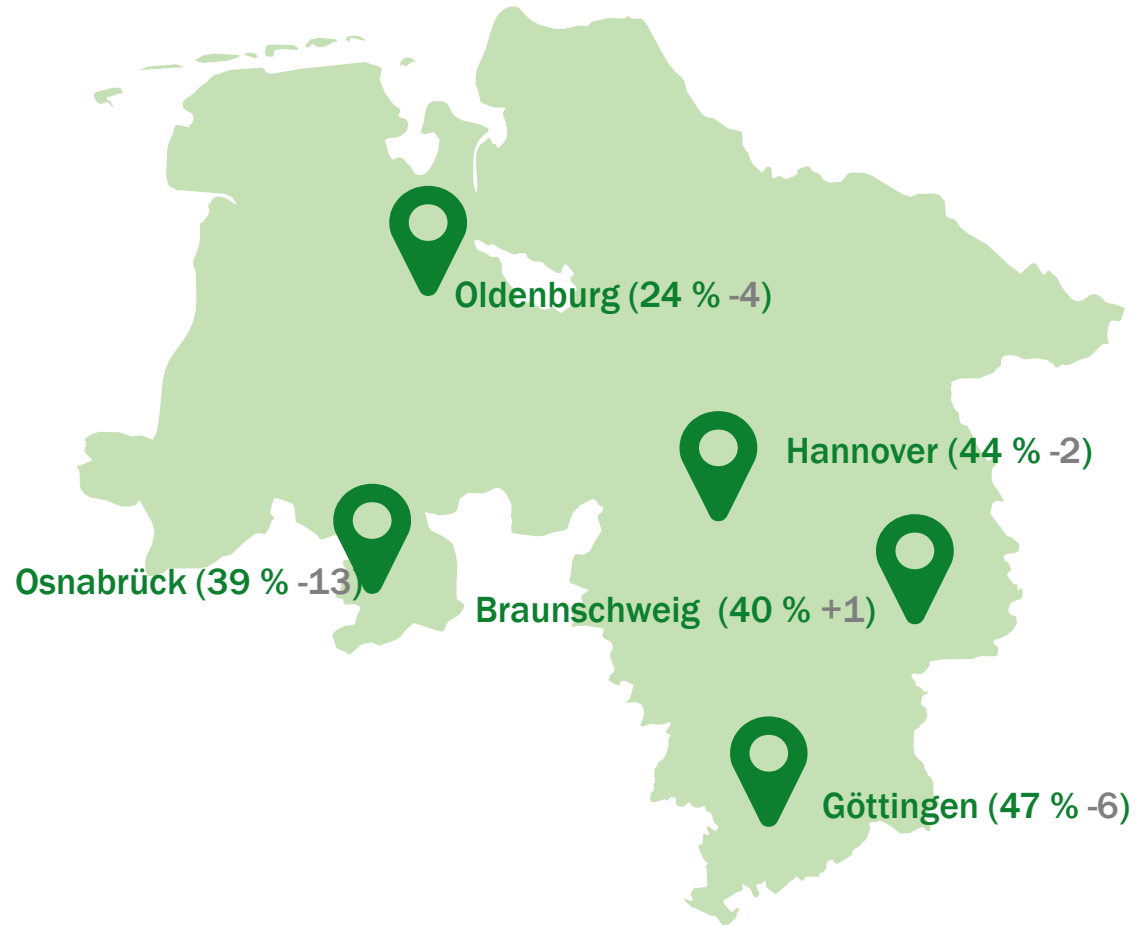 Oldenburg (24 % -4)
Hannover (44 % -2)
Osnabrück (39 % -13)
Braunschweig (40 % +1)
Göttingen (47 % -6)